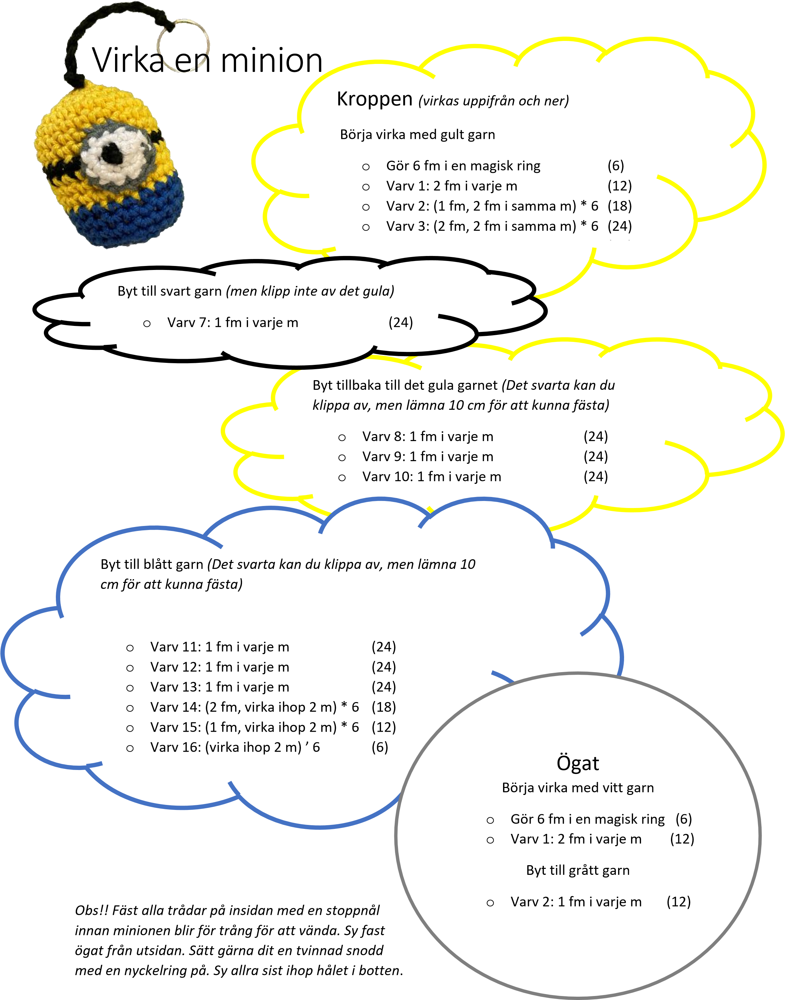 Virka en minion
Kroppen (virkas uppifrån och ner)
Börja virka med gult garn
o Gör 6 fm i en magisk ring (6)
o Varv 1: 2 fm i varje m (12)
o Varv 2: (1 fm, 2 fm i samma m) * 6 (18)
o Varv 3: (2 fm, 2 fm i samma m) * 6 (24)
Byt till svart garn (men klipp inte av det gula)
o Varv 7: 1 fm i varje m (24)
Byt tillbaka till det gula garnet (Det svarta kan du
klippa av, men lämna 10 cm för att kunna fästa)
o Varv 8: 1 fm i varje m (24)
o Varv 9: 1 fm i varje m (24)
o Varv 10: 1 fm i varje m (24)
Byt till blått garn (Det svarta kan du klippa av, men lämna 10
cm för att kunna fästa)
o Varv 11: 1 fm i varje m (24)
o Varv 12: 1 fm i varje m (24)
o Varv 13: 1 fm i varje m (24)
o Varv 14: (2 fm, virka ihop 2 m) * 6 (18)
o Varv 15: (1 fm, virka ihop 2 m) * 6 (12)
o Varv 16: (virka ihop 2 m) ’ 6 (6)
Ögat
Börja virka med vitt garn
o Gör 6 fm i en magisk ring (6)
o Varv 1: 2 fm i varje m (12)
Byt till grått garn
o Varv 2: 1 fm i varje m (12)
Obs!! Fäst alla trådar på insidan med en stoppnål
innan minionen blir för trång för att vända. Sy fast
ögat från utsidan. Sätt gärna dit en tvinnad snodd
med en nyckelring på. Sy allra sist ihop hålet i botten.